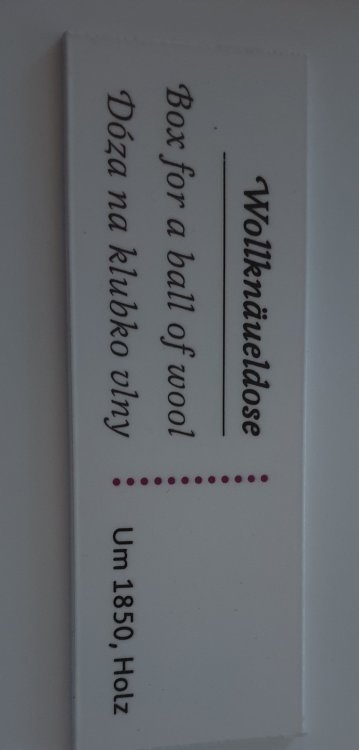 Wollknäueldose
Box for a ball of wool
Dóza na klubko vlny
Um 1850, Holz